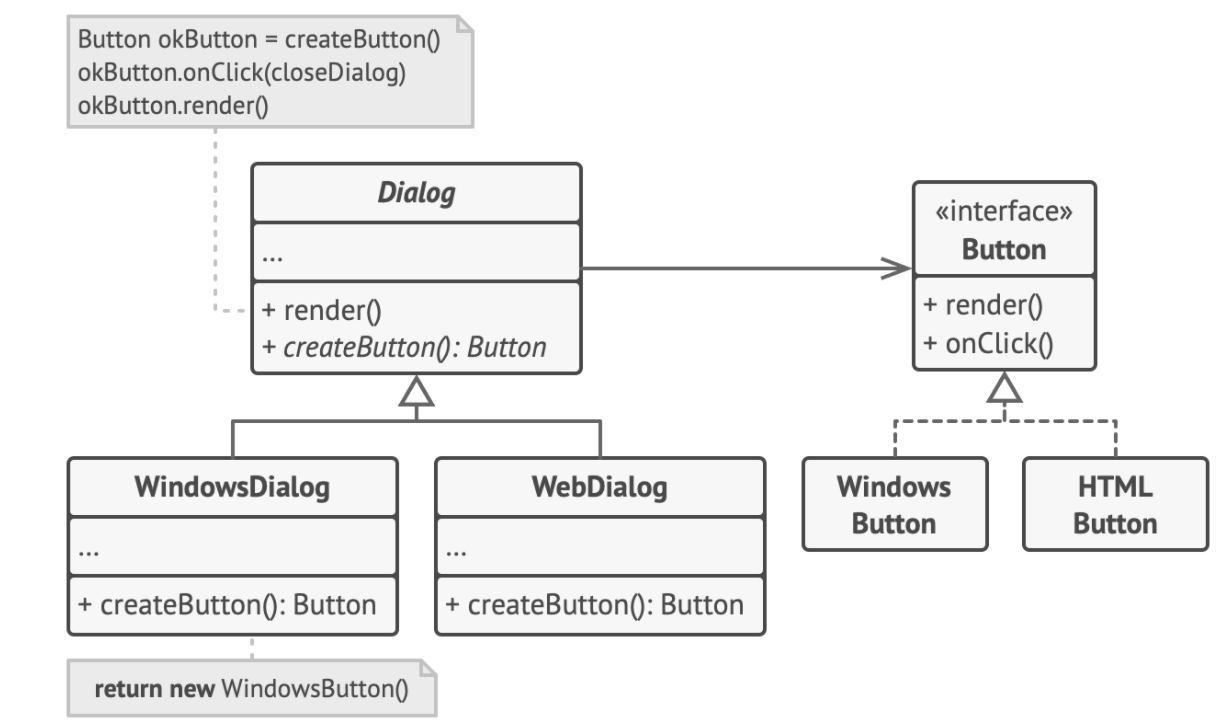 Button okButton = createButton()
okButton.onClick(closeDialog)
okButton.render()
Dialog
...
+ render()
+ createButton(): Button
«interface»
Button
+ render()
+ onClick()
WindowsDialog
...
+ createButton(): Button
WebDialog
...
+ createButton(): Button
Windows
Button
HTML
Button
return new WindowsButton()